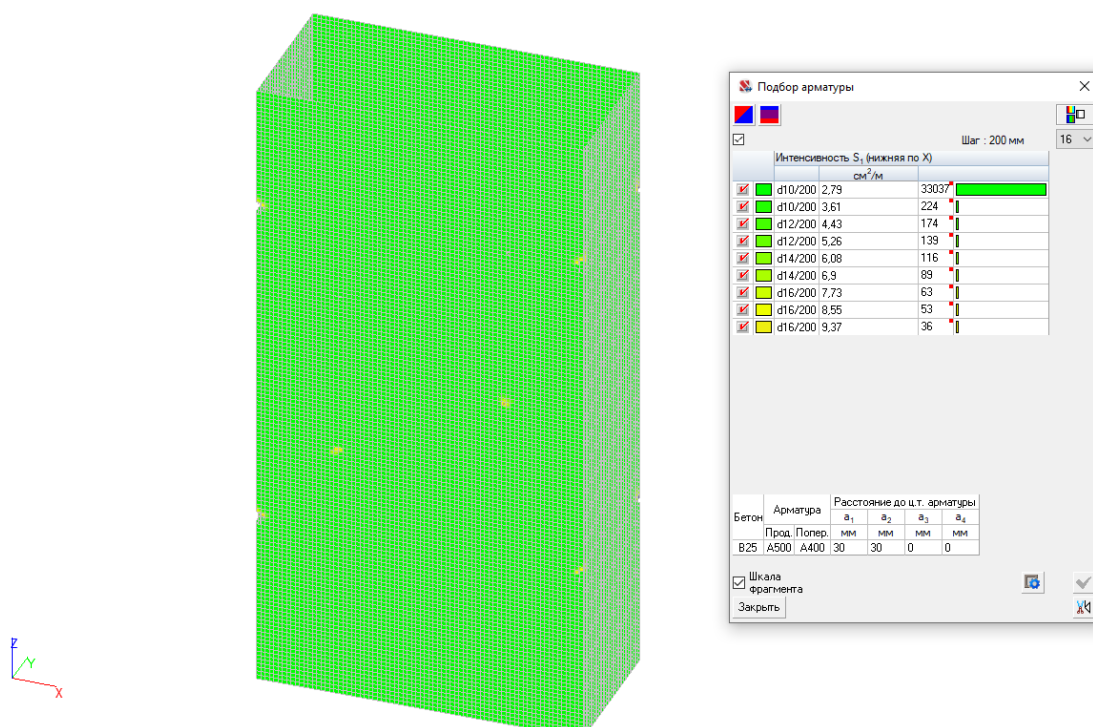 Подбор арматуры
Шаг : 200 мм 16
Интенсивность S1 (нижняя по X)
см2/м
d10/200 2,79 33037
d10/200 3,61 224
d12/200 4,43 174
d12/200 5,26 139
d14/200 6,08 116
d14/200 6,9 89
d16/200 7,73 63
d16/200 8,55 53
d16/200 9,37 36
Бетон Арматура Расстояние до ц.т. арматуры
a1 a2 a3 a4
Прод. Попер. мм мм мм мм
B25 A500 A400 30 30 0 0
Шкала
фрагмента
Закрыть
Z
Y
X